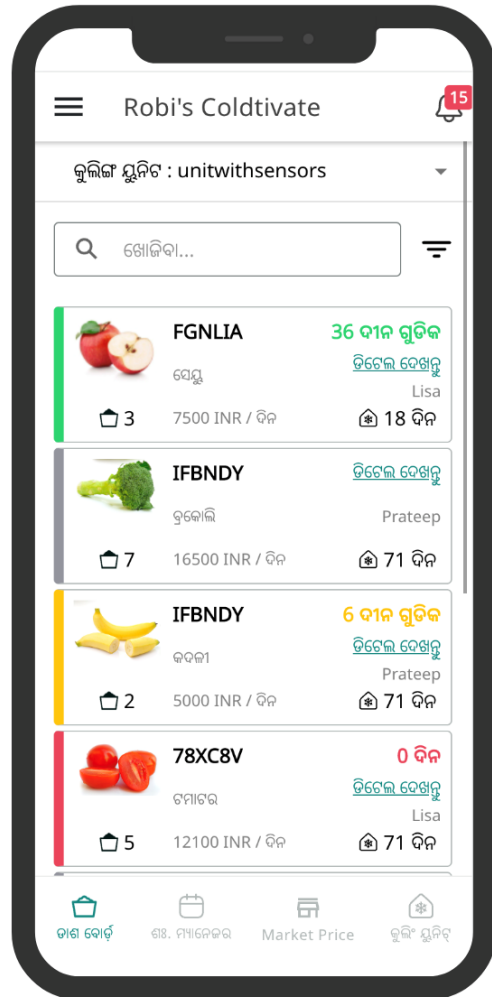 Robi's Coldtivate
15
କୁଲିଙ୍ଗ ୟୁନିଟ : unitwithsensors
ଖୋଜିବା...
FGNLIA 36 ଦୀନ ଗୁଡିକ
ଡିଟେଲ ଦେଖନ୍ତୁ
ସେୟୁ
Lisa
3 7500 INR / ଦିନ 18 ଦିନ
IFBNDY ଡିଟେଲ ଦେଖନ୍ତୁ
ବ୍ରକୋଲି Prateep
7 16500 INR / ଦିନ 71 ଦିନ
IFBNDY 6 ଦୀନ ଗୁଡିକ
ଡିଟେଲ ଦେଖନ୍ତୁ
କଦଳୀ
Prateep
2 5000 INR / ଦିନ 71 ଦିନ
78XC8V 0 ଦିନ
ଡିଟେଲ ଦେଖନ୍ତୁ
ଟମାଟର
Lisa
5 12100 INR / ଦିନ 71 ଦିନ
ଡାଶ ବୋର୍ଡ଼ ଶଃ. ମ୍ୟାନେଜର Market Price କୁଲିଂ ୟୁନିଟ୍